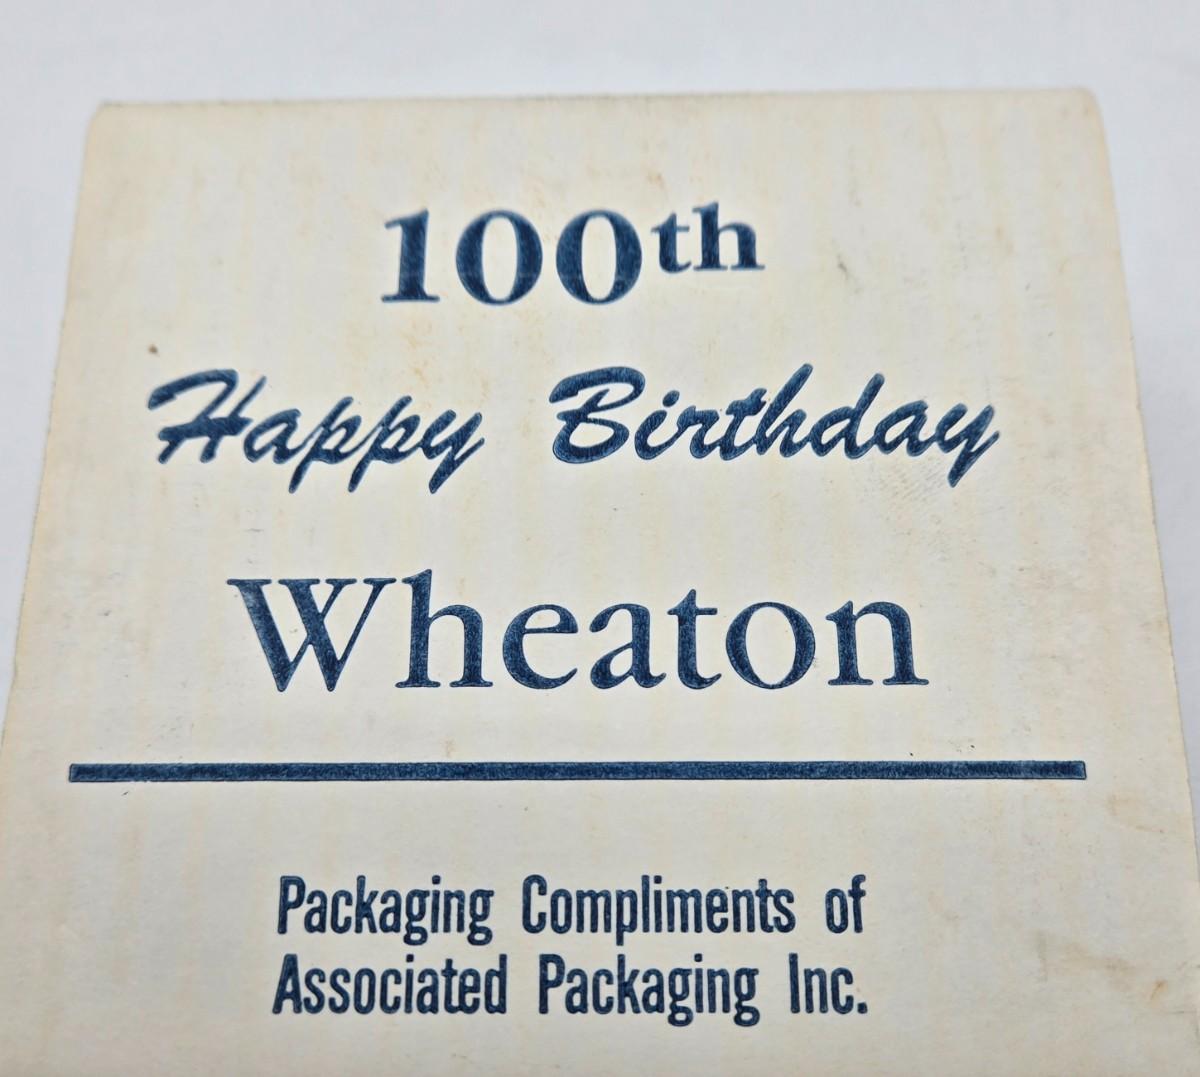 100th
Happy Birthday
Wheaton
Packaging Compliments of
Associated Packaging Inc.